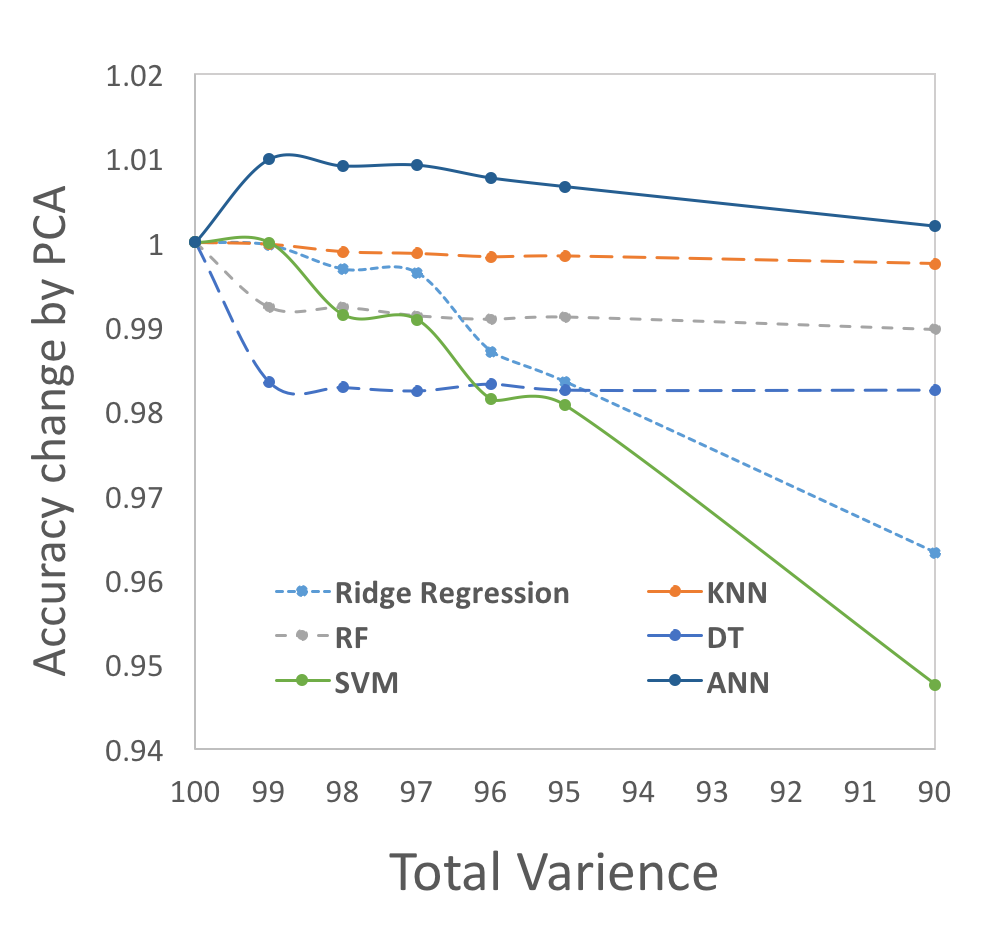 Accuracy change by PCA
1.02
1.01
1
0.99
0.98
0.97
0.96
0.95
0.94
Ridge Regression KNN
RF DT
SVM ANN
100 99 98 97 96 95 94 93 92 91 90
Total Varience